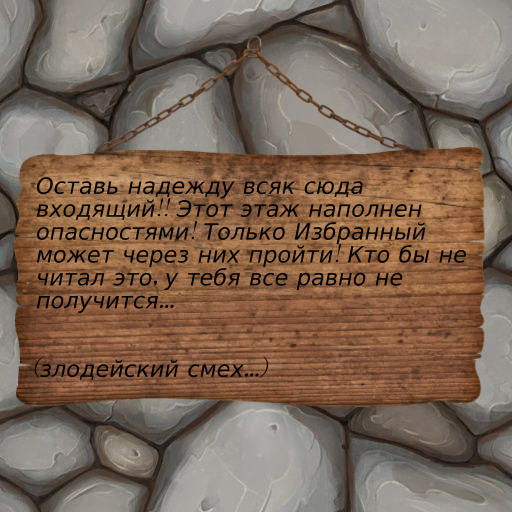 Оставь надежду всяк сюда
входящий!! Этот этаж наполнен
опасностями! Только Избранный
может через них пройти! Кто бы не
читал это, у тебя все равно не
получится...
(злодейский смех...)